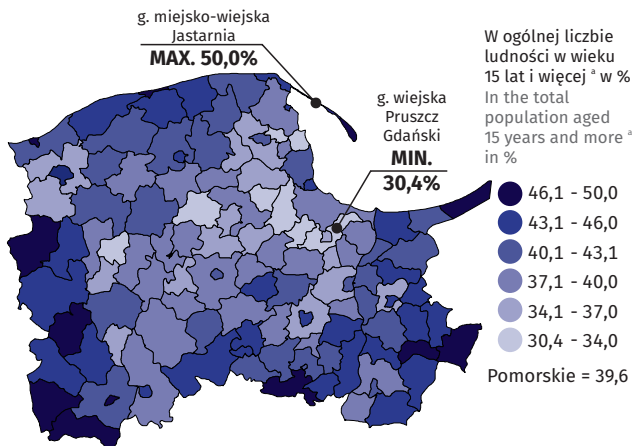 g. miejsko-wiejska
Jastarnia
MAX. 50,0%
g. wiejska
Pruszcz
Gdański
MIN.
30,4%
W ogólnej liczbie
ludności w wieku
15 lat i więcej ª w %
In the total
population aged
15 years and more ª
in %
46,1 - 50,0
43,1 - 46,0
40,1 - 43,1
37,1 - 40,0
34,1 - 37,0
30,4 - 34,0
Pomorskie = 39,6